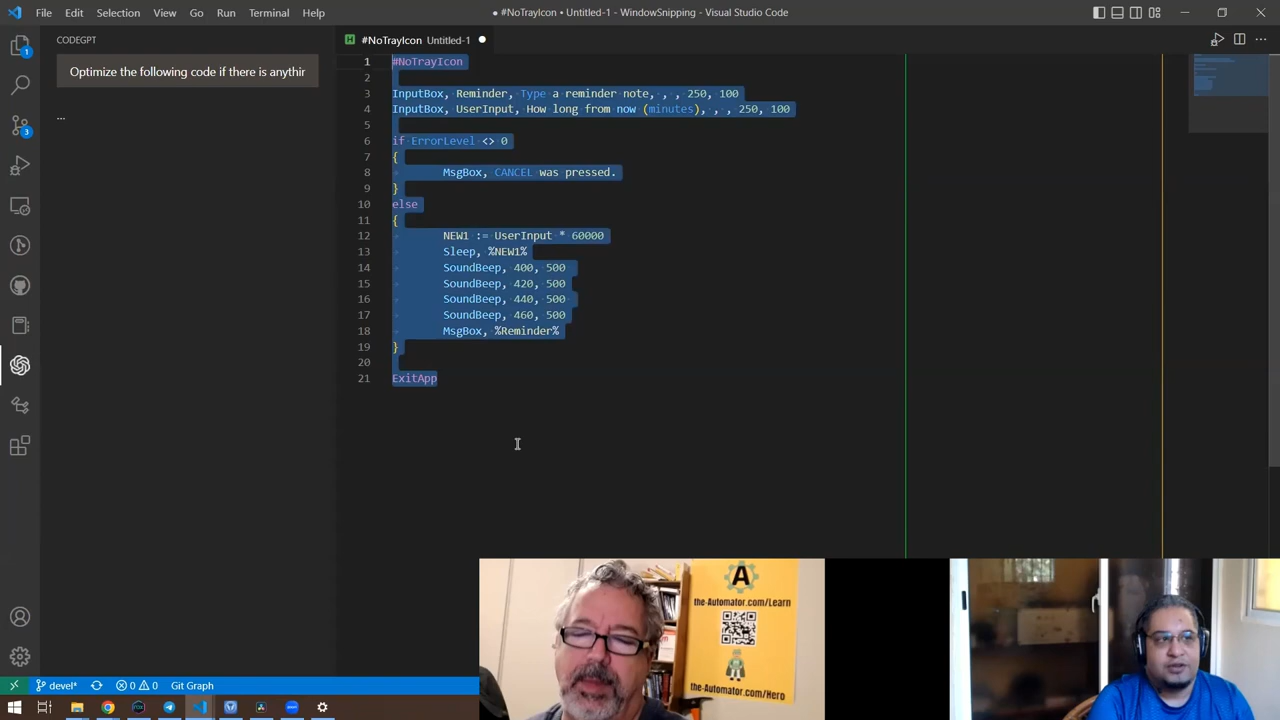 File Edit Selection View Go Run Terminal Help
● #NoTrayIcon • Untitled-1 - WindowSnipping - Visual Studio Code
CODEGPT
Optimize the following code if there is anythir
...
#NoTrayIcon Untitled-1 ●
1 #NoTrayIcon
2
3 InputBox, Reminder, Type a reminder note, , , 250, 100
4 InputBox, UserInput, How long from now (minutes), , , 250, 100
5
6 if ErrorLevel <> 0
7 {
8 MsgBox, CANCEL was pressed.
9 }
10 else
11 {
12 NEW1 := UserInput * 60000
13 Sleep, %NEW1%
14 SoundBeep, 400, 500
15 SoundBeep, 420, 500
16 SoundBeep, 440, 500
17 SoundBeep, 460, 500
18 MsgBox, %Reminder%
19 }
20
21 ExitApp
1
3
devel* 0 0 Git Graph
A
the-Automator.com/Learn
the-Automator.com/Hero